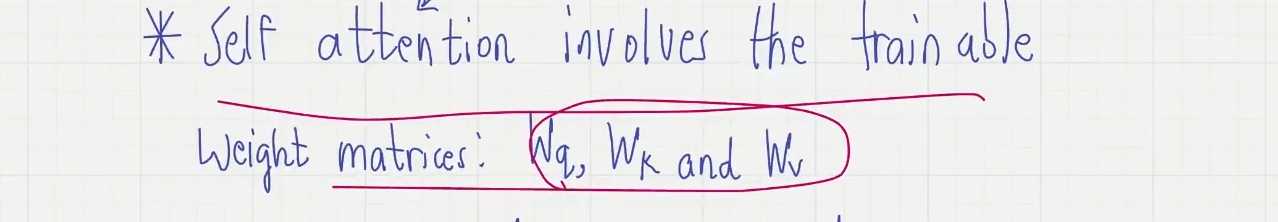 * Self attention involves the trainable
Weight matrices: Wq, WK and Wv